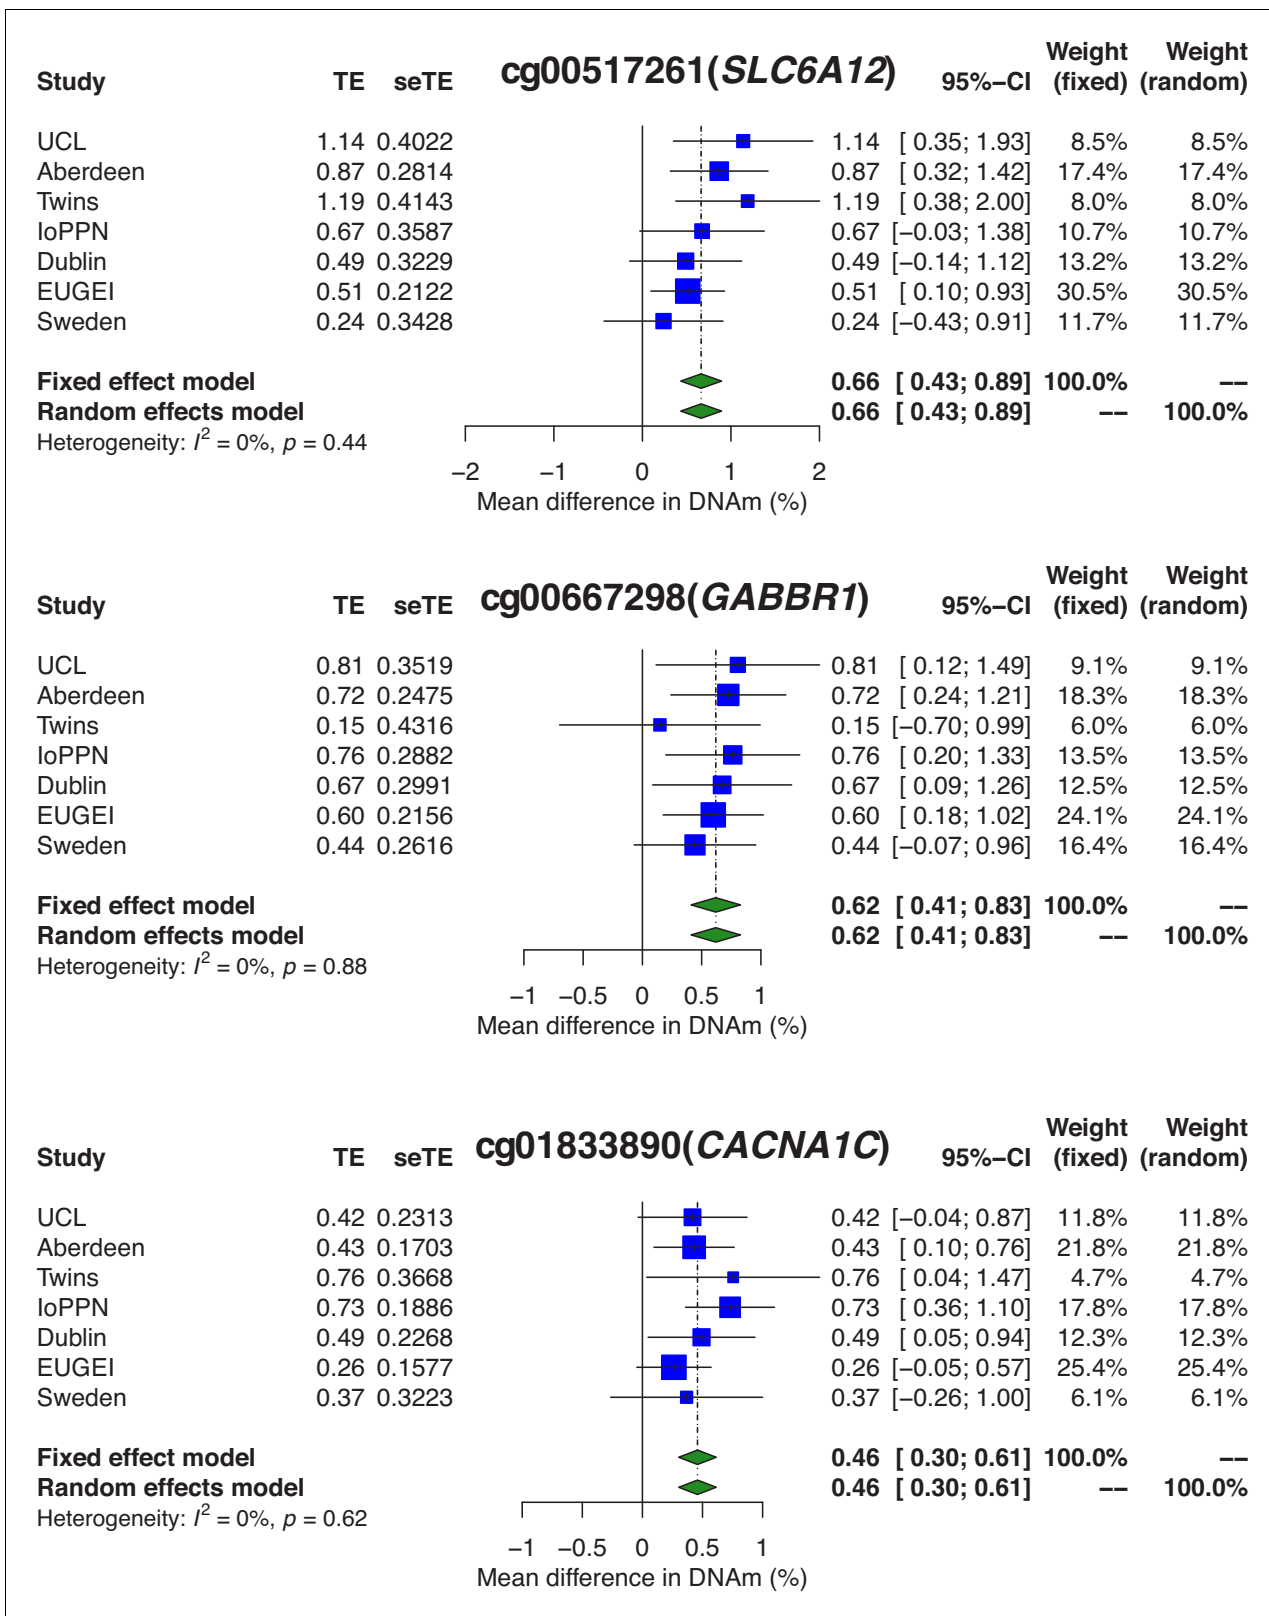 Weight Weight
Study TE seTE cg00517261(SLC6A12) 95%−CI (fixed) (random)
UCL 1.14 0.4022 1.14 [ 0.35; 1.93] 8.5% 8.5%
Aberdeen 0.87 0.2814 0.87 [ 0.32; 1.42] 17.4% 17.4%
Twins 1.19 0.4143 1.19 [ 0.38; 2.00] 8.0% 8.0%
IoPPN 0.67 0.3587 0.67 [−0.03; 1.38] 10.7% 10.7%
Dublin 0.49 0.3229 0.49 [−0.14; 1.12] 13.2% 13.2%
EUGEI 0.51 0.2122 0.51 [ 0.10; 0.93] 30.5% 30.5%
Sweden 0.24 0.3428 0.24 [−0.43; 0.91] 11.7% 11.7%
Fixed effect model 0.66 [ 0.43; 0.89] 100.0% −−
Random effects model 0.66 [ 0.43; 0.89] −− 100.0%
Heterogeneity: I² = 0%, p = 0.44
−2 −1 0 1 2
Mean difference in DNAm (%)
Weight Weight
Study TE seTE cg00667298(GABBR1) 95%−CI (fixed) (random)
UCL 0.81 0.3519 0.81 [ 0.12; 1.49] 9.1% 9.1%
Aberdeen 0.72 0.2475 0.72 [ 0.24; 1.21] 18.3% 18.3%
Twins 0.15 0.4316 0.15 [−0.70; 0.99] 6.0% 6.0%
IoPPN 0.76 0.2882 0.76 [ 0.20; 1.33] 13.5% 13.5%
Dublin 0.67 0.2991 0.67 [ 0.09; 1.26] 12.5% 12.5%
EUGEI 0.60 0.2156 0.60 [ 0.18; 1.02] 24.1% 24.1%
Sweden 0.44 0.2616 0.44 [−0.07; 0.96] 16.4% 16.4%
Fixed effect model 0.62 [ 0.41; 0.83] 100.0% −−
Random effects model 0.62 [ 0.41; 0.83] −− 100.0%
Heterogeneity: I² = 0%, p = 0.88
−1 −0.5 0 0.5 1
Mean difference in DNAm (%)
Weight Weight
Study TE seTE cg01833890(CACNA1C) 95%−CI (fixed) (random)
UCL 0.42 0.2313 0.42 [−0.04; 0.87] 11.8% 11.8%
Aberdeen 0.43 0.1703 0.43 [ 0.10; 0.76] 21.8% 21.8%
Twins 0.76 0.3668 0.76 [ 0.04; 1.47] 4.7% 4.7%
IoPPN 0.73 0.1886 0.73 [ 0.36; 1.10] 17.8% 17.8%
Dublin 0.49 0.2268 0.49 [ 0.05; 0.94] 12.3% 12.3%
EUGEI 0.26 0.1577 0.26 [−0.05; 0.57] 25.4% 25.4%
Sweden 0.37 0.3223 0.37 [−0.26; 1.00] 6.1% 6.1%
Fixed effect model 0.46 [ 0.30; 0.61] 100.0% −−
Random effects model 0.46 [ 0.30; 0.61] −− 100.0%
Heterogeneity: I² = 0%, p = 0.62
−1 −0.5 0 0.5 1
Mean difference in DNAm (%)